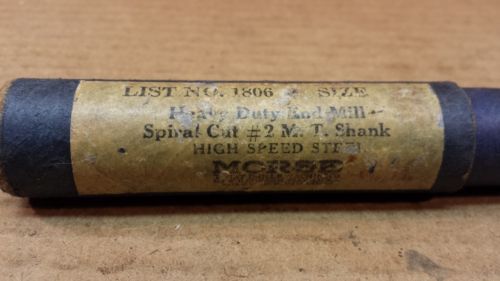 LIST NO. 1806 SIZE
Heavy Duty End Mill
Spiral Cut #2 M. T. Shank
HIGH SPEED STEEL
MORSE